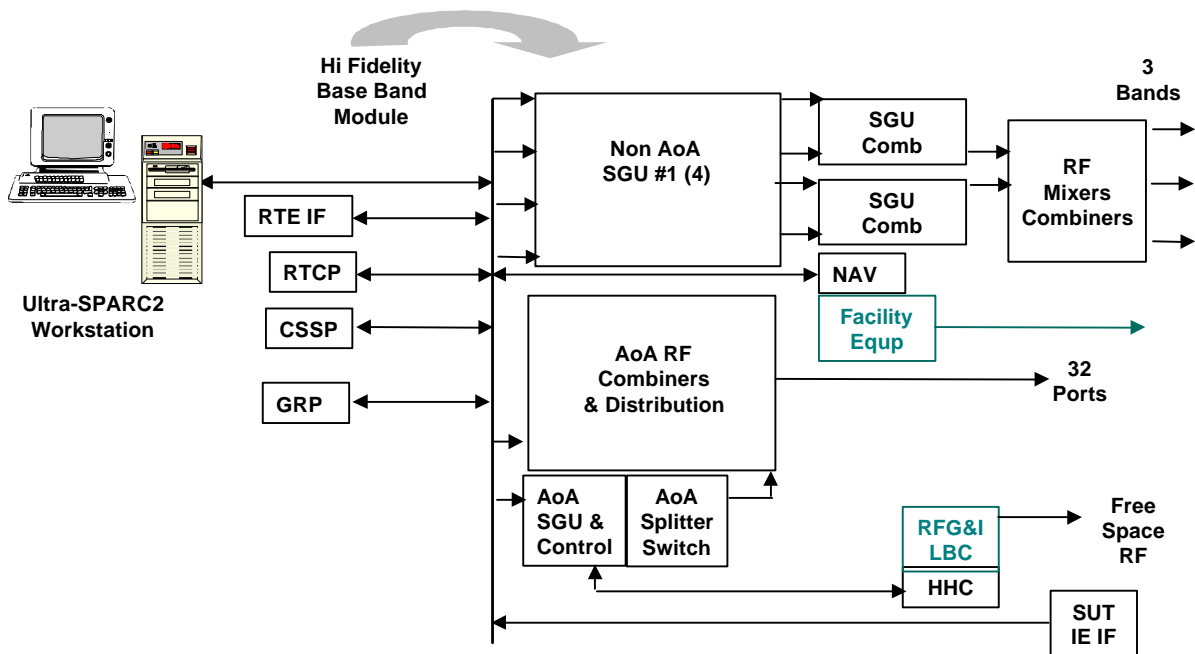 Hi Fidelity
Base Band
Module
3
Bands
Non AoA
SGU #1 (4)
SGU
Comb
SGU
Comb
RF
Mixers
Combiners
RTE IF
RTCP
NAV
Ultra-SPARC2
Workstation
CSSP
Facility
Equp
AoA RF
Combiners
& Distribution
32
Ports
GRP
AoA
SGU &
Control
AoA
Splitter
Switch
RFG&I
LBC
HHC
Free
Space
RF
SUT
IE IF